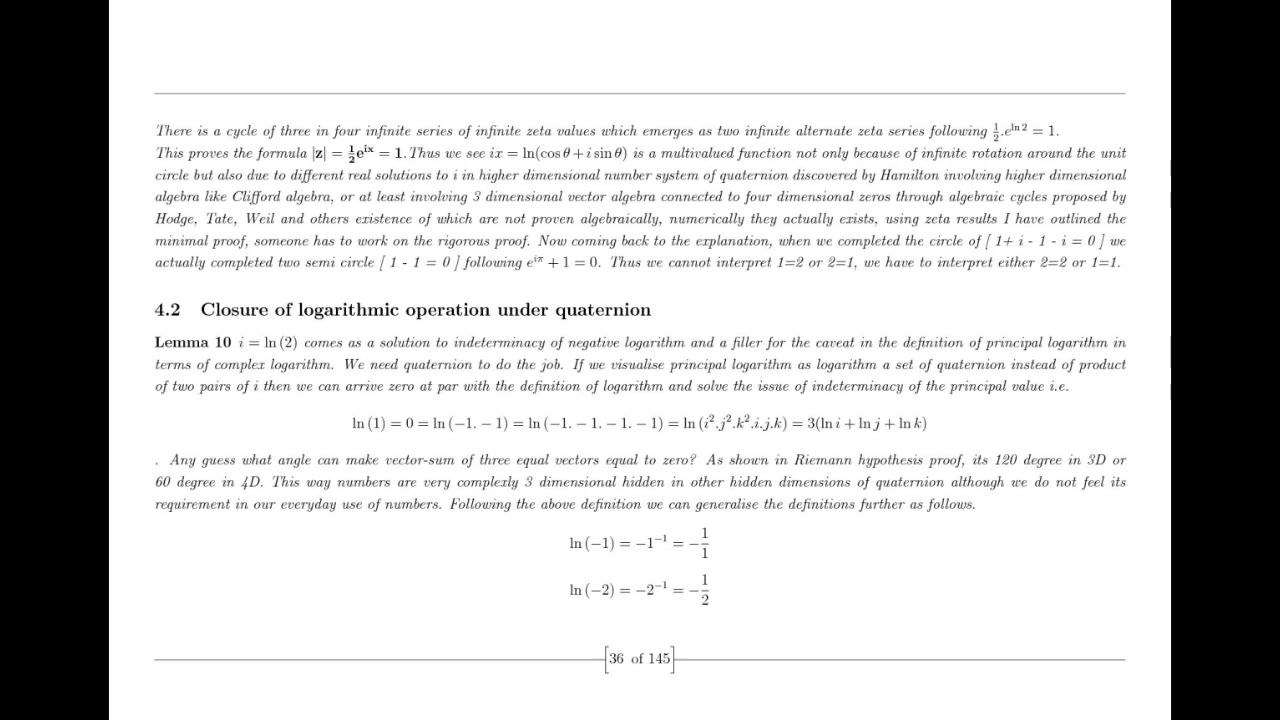 There is a cycle of three in four infinite series of infinite zeta values which emerges as two infinite alternate zeta series following \frac{1}{2}.e^{ln 2} = 1.
This proves the formula |z| = \frac{1}{2}e^{ix} = 1. Thus we see ix = ln(cos θ + i sin θ) is a multivalued function not only because of infinite rotation around the unit
circle but also due to different real solutions to i in higher dimensional number system of quaternion discovered by Hamilton involving higher dimensional
algebra like Clifford algebra, or at least involving 3 dimensional vector algebra connected to four dimensional zeros through algebraic cycles proposed by
Hodge, Tate, Weil and others existence of which are not proven algebraically, numerically they actually exists, using zeta results I have outlined the
minimal proof, someone has to work on the rigorous proof. Now coming back to the explanation, when we completed the circle of [ 1+ i - 1 - i = 0 ] we
actually completed two semi circle [ 1 - 1 = 0 ] following e^{iπ} + 1 = 0. Thus we cannot interpret 1=2 or 2=1, we have to interpret either 2=2 or 1=1.
4.2 Closure of logarithmic operation under quaternion
Lemma 10 i = ln (2) comes as a solution to indeterminacy of negative logarithm and a filler for the caveat in the definition of principal logarithm in
terms of complex logarithm. We need quaternion to do the job. If we visualise principal logarithm as logarithm a set of quaternion instead of product
of two pairs of i then we can arrive zero at par with the definition of logarithm and solve the issue of indeterminacy of the principal value i.e.
ln (1) = 0 = ln (−1. − 1) = ln (−1. − 1. − 1. − 1) = ln (i².j².k².i.j.k) = 3(ln i + ln j + ln k)
. Any guess what angle can make vector-sum of three equal vectors equal to zero? As shown in Riemann hypothesis proof, its 120 degree in 3D or
60 degree in 4D. This way numbers are very complexly 3 dimensional hidden in other hidden dimensions of quaternion although we do not feel its
requirement in our everyday use of numbers. Following the above definition we can generalise the definitions further as follows.
ln (−1) = −1^{−1} = −\frac{1}{1}
ln (−2) = −2^{−1} = −\frac{1}{2}
[36 of 145]